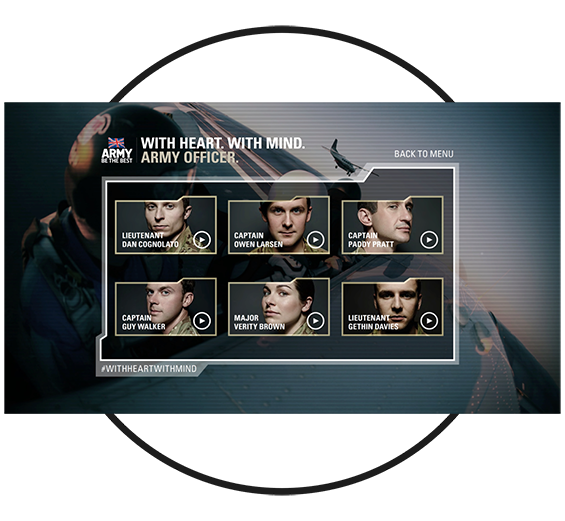 WITH HEART. WITH MIND.
ARMY OFFICER.
ARMY
BE THE BEST
BACK TO MENU
LIEUTENANT
DAN COGNOLATO
CAPTAIN
OWEN LARSEN
CAPTAIN
PADDY PRATT
CAPTAIN
GUY WALKER
MAJOR
VERITY BROWN
LIEUTENANT
GETHIN DAVIES
#WITHHEARTWITHMIND